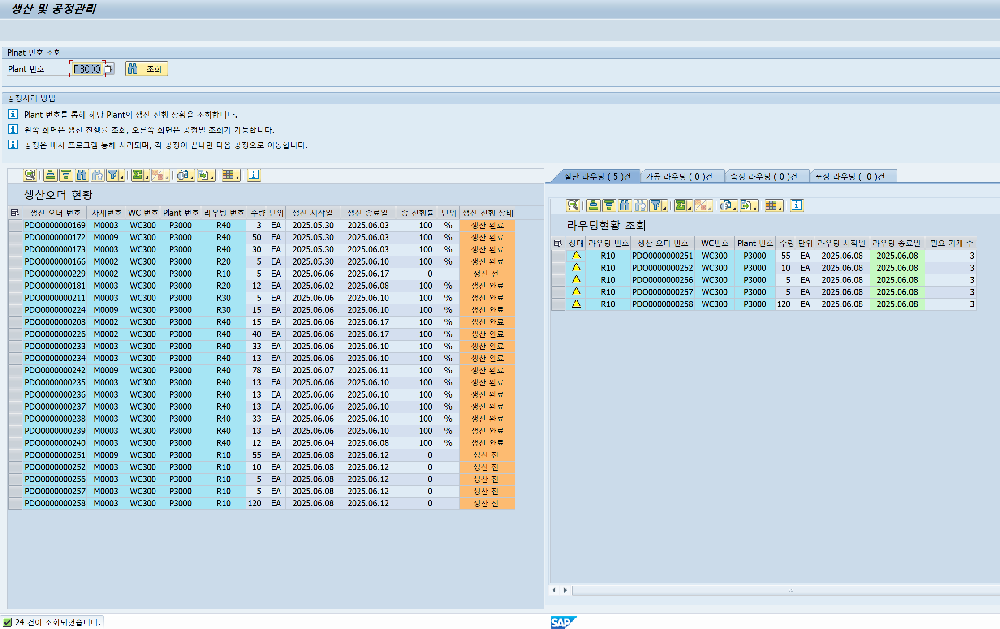 생산 및 공정관리
Plnat 번호 조회
Plant 번호 P3000 조회
공정처리 방법
Plant 번호를 통해 해당 Plant의 생산 진행 상황을 조회합니다.
왼쪽 화면은 생산 진행률 조회, 오른쪽 화면은 공정별 조회가 가능합니다.
공정은 배치 프로그램 통해 처리되며, 각 공정이 끝나면 다음 공정으로 이동합니다.
생산오더 현황
생산 오더 번호 자재번호 WC 번호 Plant 번호 라우팅 번호 수량 단위 생산 시작일 생산 종료일 총 진행률 단위 생산 진행 상태
PDO0000000169 M0003 WC300 P3000 R40 3 EA 2025.05.30 2025.06.03 100 % 생산 완료
PDO0000000172 M0009 WC300 P3000 R40 50 EA 2025.05.30 2025.06.03 100 % 생산 완료
PDO0000000173 M0003 WC300 P3000 R40 30 EA 2025.05.30 2025.06.03 100 % 생산 완료
PDO0000000166 M0002 WC300 P3000 R20 5 EA 2025.05.30 2025.06.10 100 % 생산 완료
PDO0000000229 M0002 WC300 P3000 R10 5 EA 2025.06.06 2025.06.17 0 생산 전
PDO0000000181 M0003 WC300 P3000 R20 12 EA 2025.06.02 2025.06.08 100 % 생산 완료
PDO0000000211 M0003 WC300 P3000 R30 5 EA 2025.06.06 2025.06.10 100 % 생산 완료
PDO0000000224 M0009 WC300 P3000 R30 15 EA 2025.06.06 2025.06.10 100 % 생산 완료
PDO0000000208 M0002 WC300 P3000 R40 15 EA 2025.06.06 2025.06.17 100 % 생산 완료
PDO0000000226 M0002 WC300 P3000 R40 40 EA 2025.06.06 2025.06.17 100 % 생산 완료
PDO0000000233 M0003 WC300 P3000 R40 33 EA 2025.06.06 2025.06.10 100 % 생산 완료
PDO0000000234 M0003 WC300 P3000 R40 13 EA 2025.06.06 2025.06.10 100 % 생산 완료
PDO0000000242 M0009 WC300 P3000 R40 78 EA 2025.06.07 2025.06.11 100 % 생산 완료
PDO0000000235 M0003 WC300 P3000 R40 13 EA 2025.06.06 2025.06.10 100 % 생산 완료
PDO0000000236 M0003 WC300 P3000 R40 13 EA 2025.06.06 2025.06.10 100 % 생산 완료
PDO0000000237 M0003 WC300 P3000 R40 13 EA 2025.06.06 2025.06.10 100 % 생산 완료
PDO0000000238 M0003 WC300 P3000 R40 33 EA 2025.06.06 2025.06.10 100 % 생산 완료
PDO0000000239 M0003 WC300 P3000 R40 13 EA 2025.06.06 2025.06.10 100 % 생산 완료
PDO0000000240 M0003 WC300 P3000 R40 12 EA 2025.06.04 2025.06.08 100 % 생산 완료
PDO0000000251 M0009 WC300 P3000 R10 55 EA 2025.06.08 2025.06.12 0 생산 전
PDO0000000252 M0003 WC300 P3000 R10 10 EA 2025.06.08 2025.06.12 0 생산 전
PDO0000000256 M0003 WC300 P3000 R10 5 EA 2025.06.08 2025.06.12 0 생산 전
PDO0000000257 M0003 WC300 P3000 R10 5 EA 2025.06.08 2025.06.12 0 생산 전
PDO0000000258 M0003 WC300 P3000 R10 120 EA 2025.06.08 2025.06.12 0 생산 전
절단 라우팅 ( 5 )건 가공 라우팅 ( 0 )건 숙성 라우팅 ( 0 )건 포장 라우팅 ( 0 )건
라우팅현황 조회
상태 라우팅 번호 생산 오더 번호 WC번호 Plant 번호 수량 단위 라우팅 시작일 라우팅 종료일 필요 기계 수
R10 PDO0000000251 WC300 P3000 55 EA 2025.06.08 2025.06.08 3
R10 PDO0000000252 WC300 P3000 10 EA 2025.06.08 2025.06.08 3
R10 PDO0000000256 WC300 P3000 5 EA 2025.06.08 2025.06.08 3
R10 PDO0000000257 WC300 P3000 5 EA 2025.06.08 2025.06.08 3
R10 PDO0000000258 WC300 P3000 120 EA 2025.06.08 2025.06.08 3
24 건이 조회되었습니다.
SAP